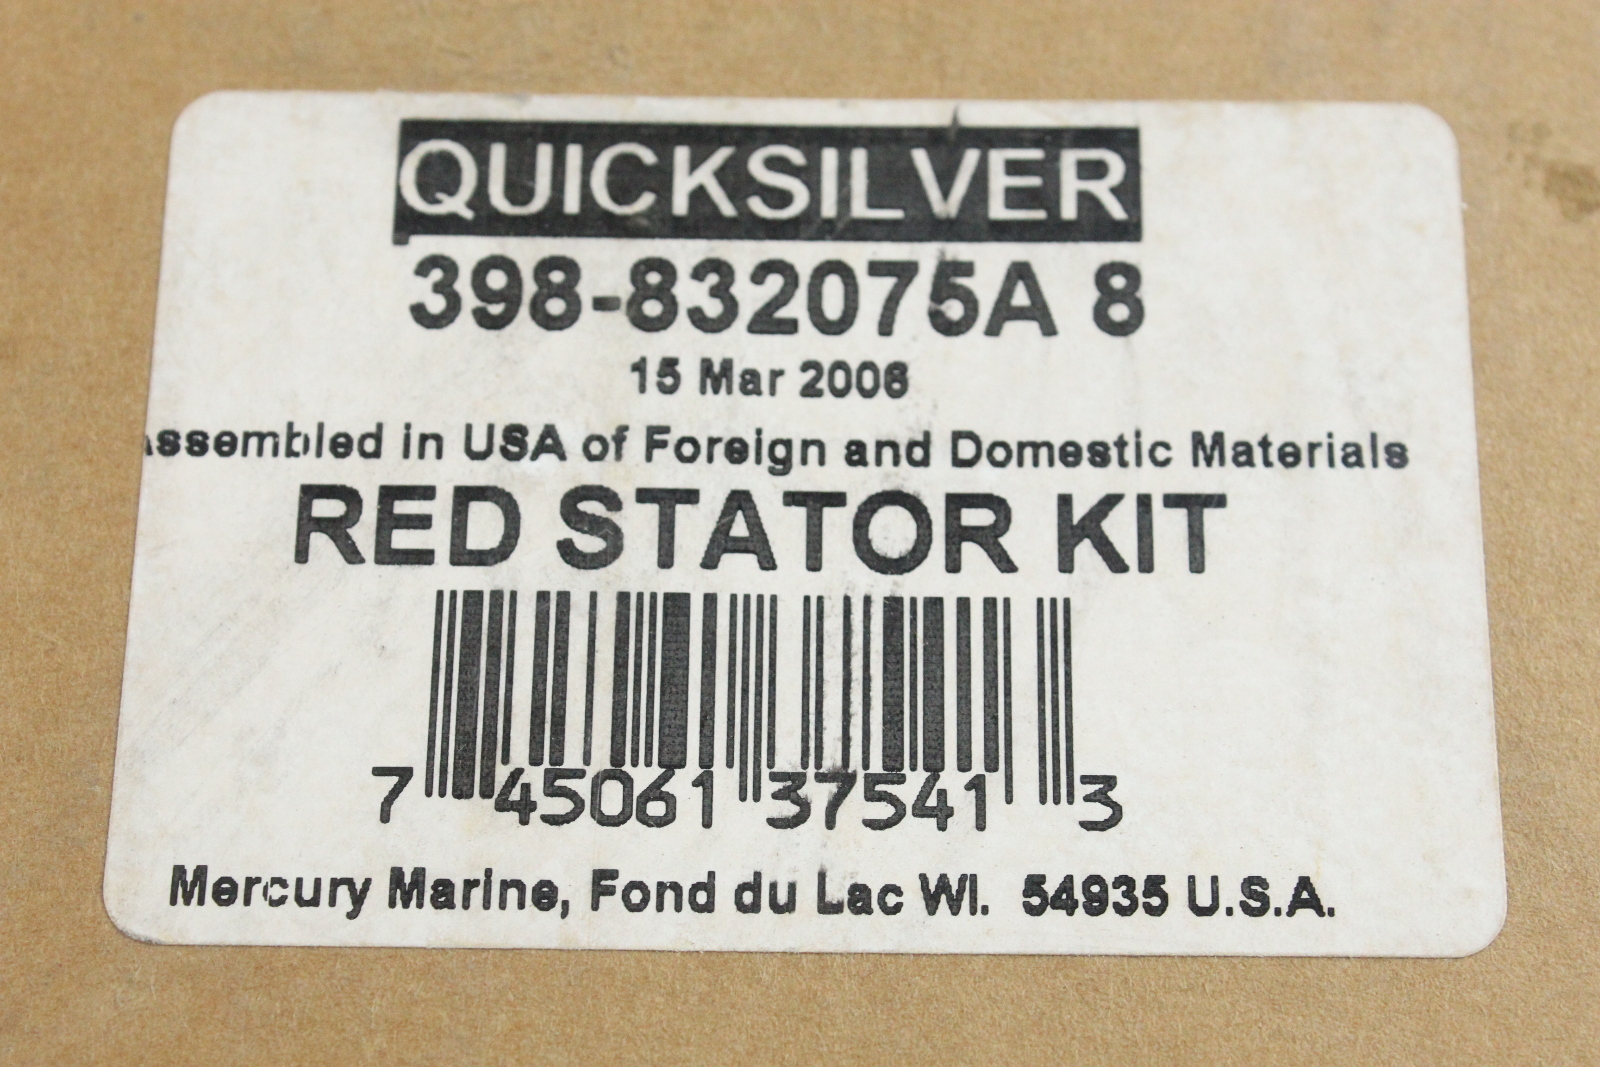 QUICKSILVER
398-832075A 8
15 Mar 2006
Assembled in USA of Foreign and Domestic Materials
RED STATOR KIT
7 45061 37541 3
Mercury Marine, Fond du Lac WI. 54935 U.S.A.